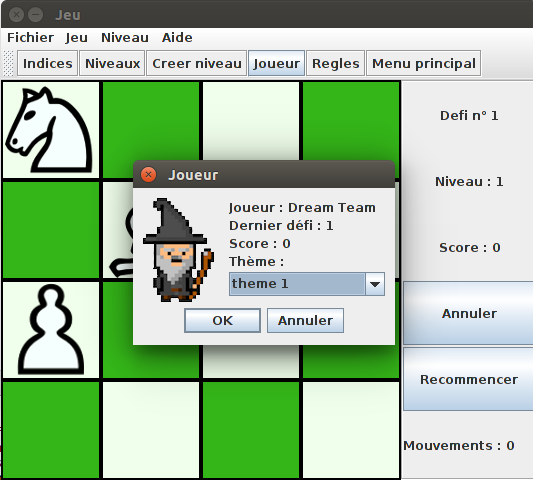 Jeu
Fichier Jeu Niveau Aide
Indices Niveaux Creer niveau Joueur Regles Menu principal
Defi n° 1
Niveau : 1
Score : 0
Annuler
Recommencer
Mouvements : 0
Joueur
Joueur : Dream Team
Dernier défi : 1
Score : 0
Thème :
theme 1
OK Annuler